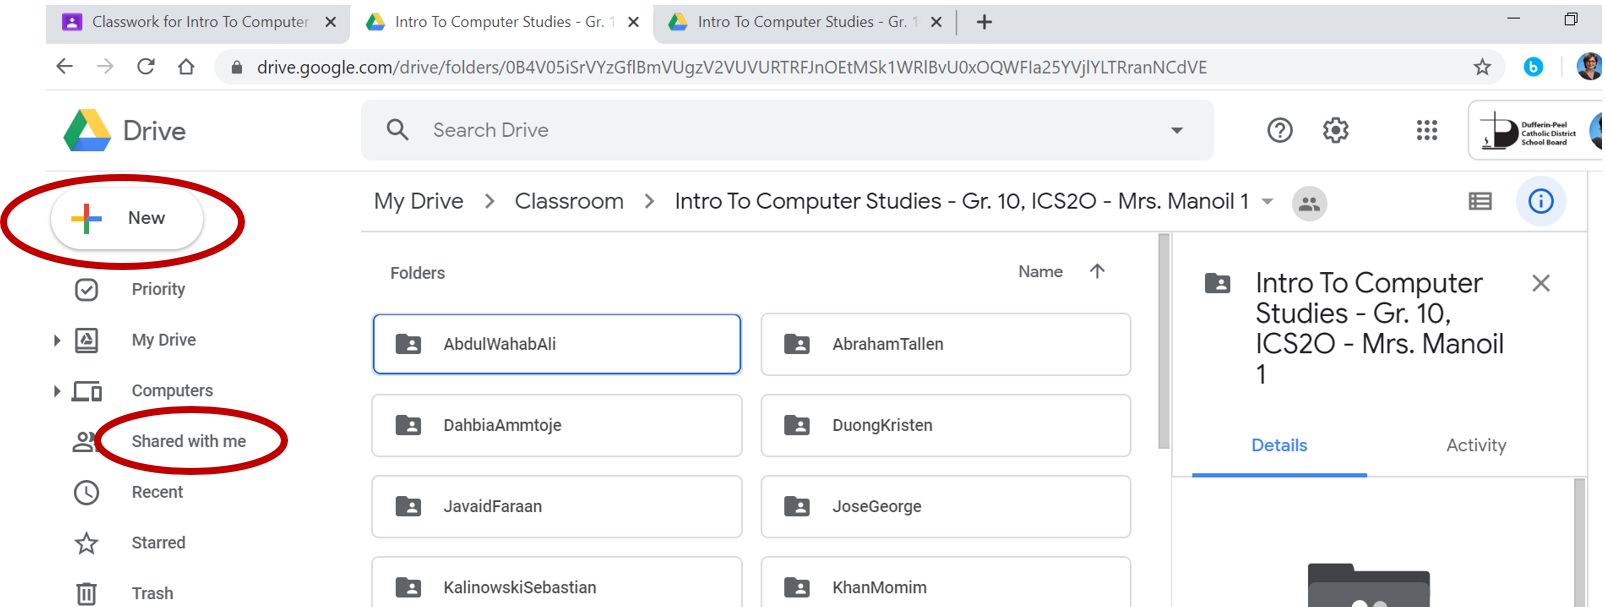 Classwork for Intro To Computer
Intro To Computer Studies - Gr. 1
Intro To Computer Studies - Gr. 1
drive.google.com/drive/folders/0B4V05iSrVYzGflBmVUgzV2VUVURTRFJnOEtMSk1WRlBvU0xOQWFIa25YVjlYLTRranNCdVE
Drive
Search Drive
Dufferin-Peel
Catholic District
School Board
New
My Drive > Classroom > Intro To Computer Studies - Gr. 10, ICS2O - Mrs. Manoil 1
Priority
My Drive
Computers
Shared with me
Recent
Starred
Trash
Folders
Name
AbdulWahabAli
AbrahamTallen
DahbiaAmmtoje
DuongKristen
JavaidFaraan
JoseGeorge
KalinowskiSebastian
KhanMomim
Intro To Computer
Studies - Gr. 10,
ICS2O - Mrs. Manoil
1
Details
Activity